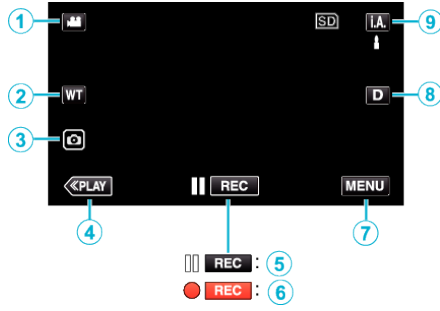 1
SD
i.A.
9
2
WT
D
8
3
≪PLAY
REC
MENU
4
7
REC : 5
REC : 6